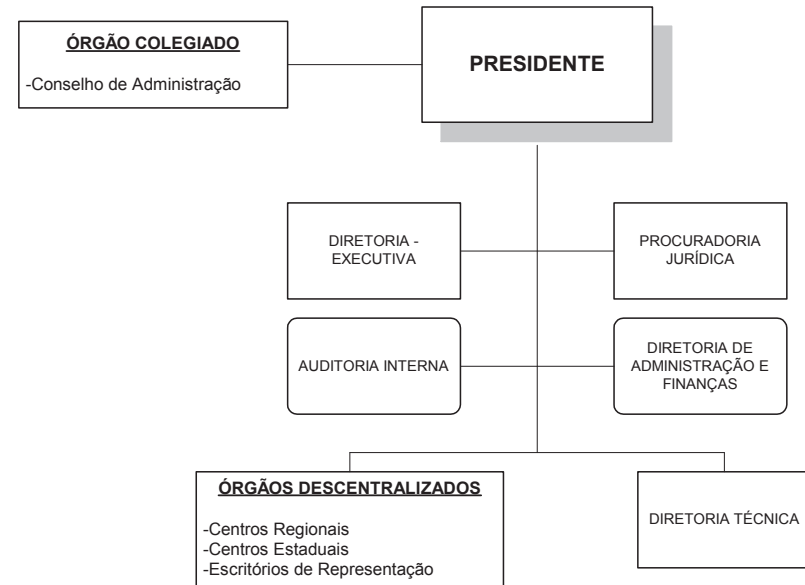 ÓRGÃO COLEGIADO
-Conselho de Administração
PRESIDENTE
DIRETORIA -
EXECUTIVA
PROCURADORIA
JURÍDICA
AUDITORIA INTERNA
DIRETORIA DE
ADMINISTRAÇÃO E
FINANÇAS
ÓRGÃOS DESCENTRALIZADOS
-Centros Regionais
-Centros Estaduais
-Escritórios de Representação
DIRETORIA TÉCNICA